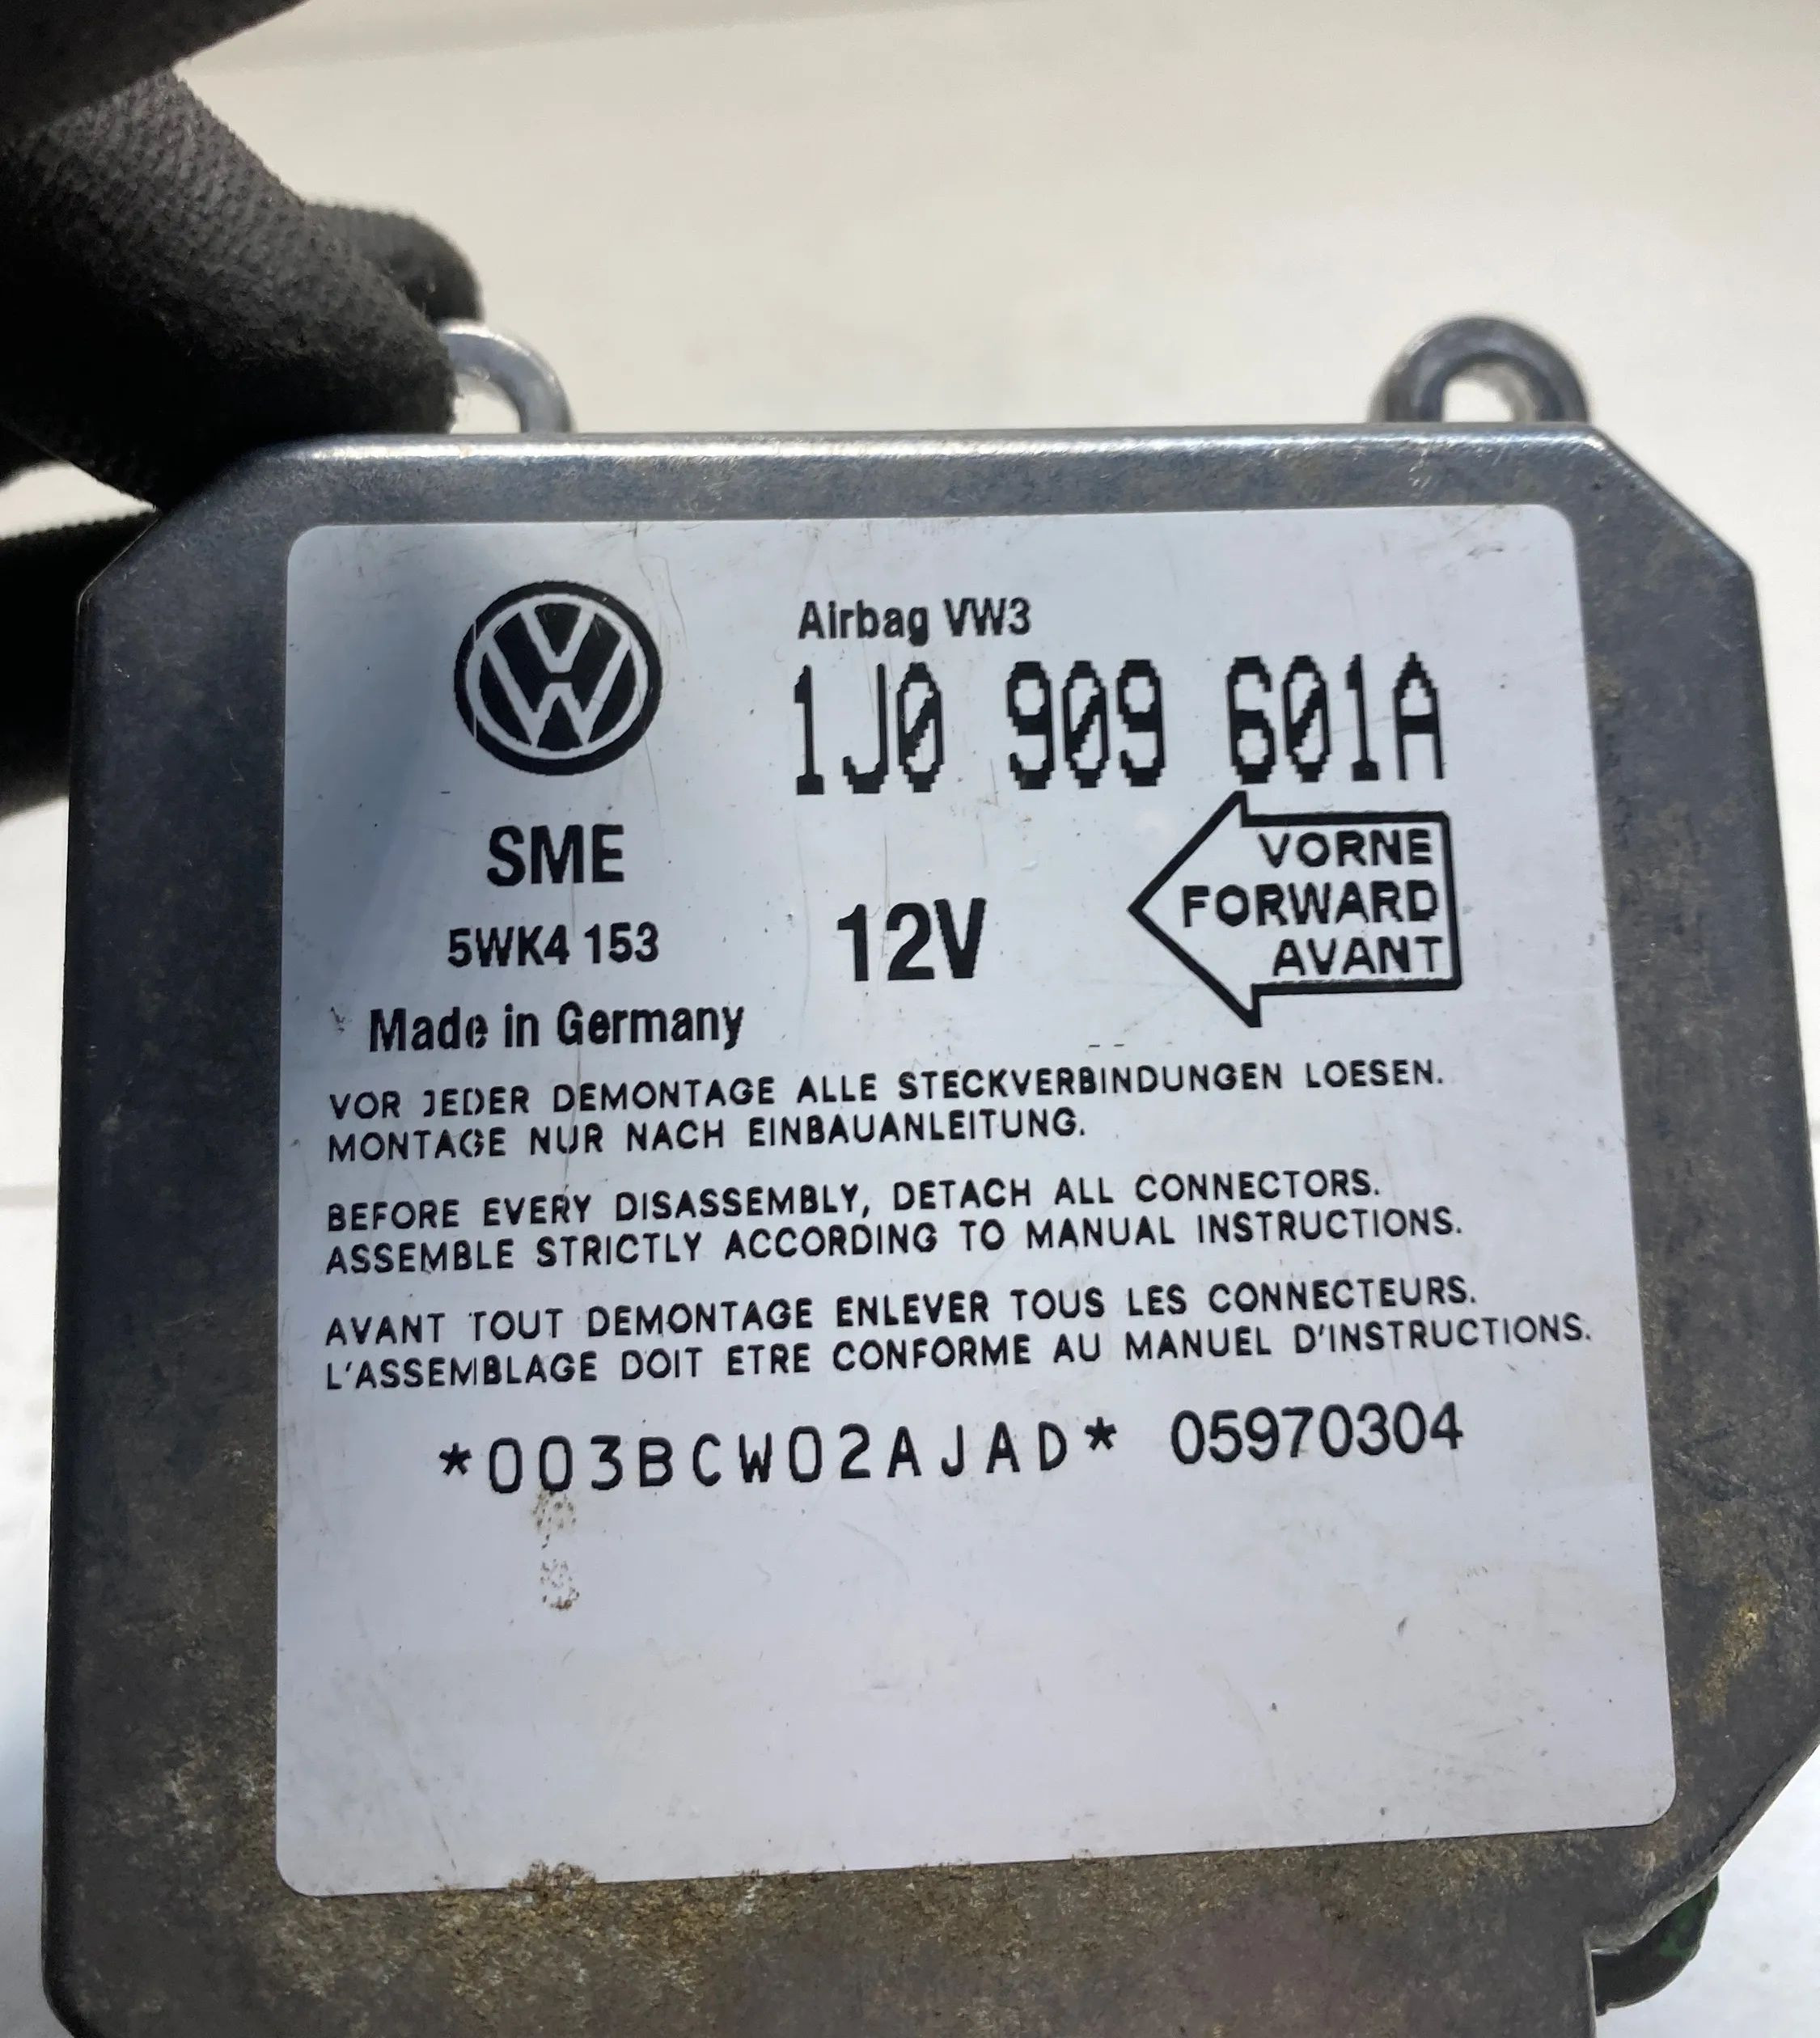 Airbag VW3
1J0 909 601A
SME
5WK4 153
12V
VORNE
FORWARD
AVANT
Made in Germany
VOR JEDER DEMONTAGE ALLE STECKVERBINDUNGEN LOESEN.
MONTAGE NUR NACH EINBAUANLEITUNG.
BEFORE EVERY DISASSEMBLY, DETACH ALL CONNECTORS.
ASSEMBLE STRICTLY ACCORDING TO MANUAL INSTRUCTIONS.
AVANT TOUT DEMONTAGE ENLEVER TOUS LES CONNECTEURS.
L'ASSEMBLAGE DOIT ETRE CONFORME AU MANUEL D'INSTRUCTIONS.
*003BCW02AJAD* 05970304